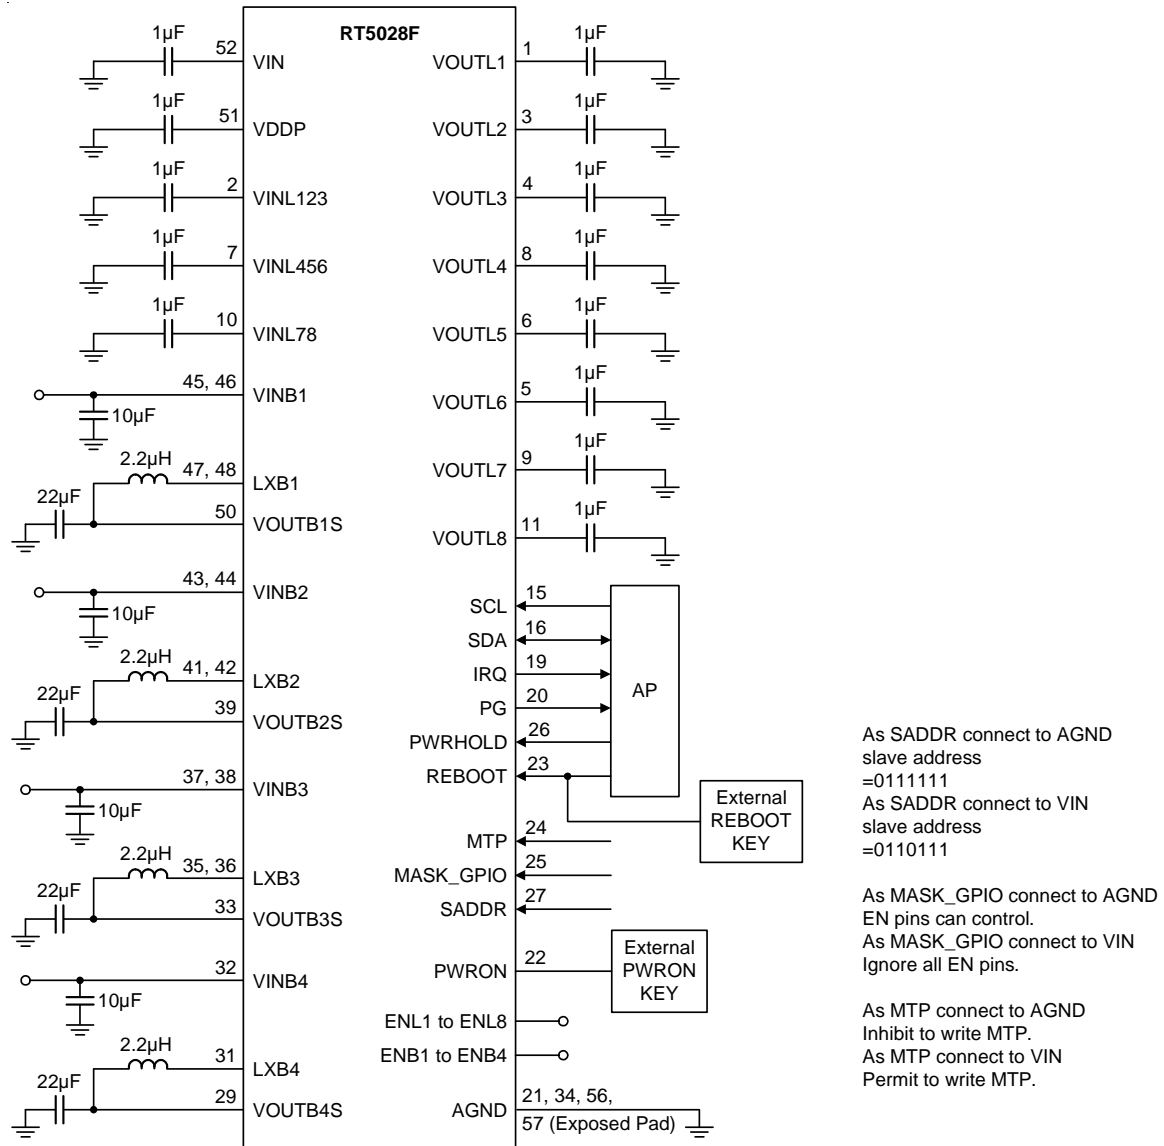 RT5028F
1µF
52
VIN
1µF
51
VDDP
1µF
2
VINL123
1µF
7
VINL456
1µF
10
VINL78
45, 46
VINB1
10µF
2.2µH
47, 48
LXB1
22µF
50
VOUTB1S
43, 44
VINB2
10µF
2.2µH
41, 42
LXB2
22µF
39
VOUTB2S
37, 38
VINB3
10µF
2.2µH
35, 36
LXB3
22µF
33
VOUTB3S
32
VINB4
10µF
2.2µH
31
LXB4
22µF
29
VOUTB4S
VOUTL1
1
1µF
VOUTL2
3
1µF
VOUTL3
4
1µF
VOUTL4
8
1µF
VOUTL5
6
1µF
VOUTL6
5
1µF
VOUTL7
9
1µF
VOUTL8
11
1µF
SCL
15
SDA
16
IRQ
19
PG
20
PWRHOLD
26
REBOOT
23
AP
External
REBOOT
KEY
MTP
24
MASK_GPIO
25
SADDR
27
PWRON
22
External
PWRON
KEY
ENL1 to ENL8
ENB1 to ENB4
AGND
21, 34, 56,
57 (Exposed Pad)
As SADDR connect to AGND
slave address
=0111111
As SADDR connect to VIN
slave address
=0110111
As MASK_GPIO connect to AGND
EN pins can control.
As MASK_GPIO connect to VIN
Ignore all EN pins.
As MTP connect to AGND
Inhibit to write MTP.
As MTP connect to VIN
Permit to write MTP.